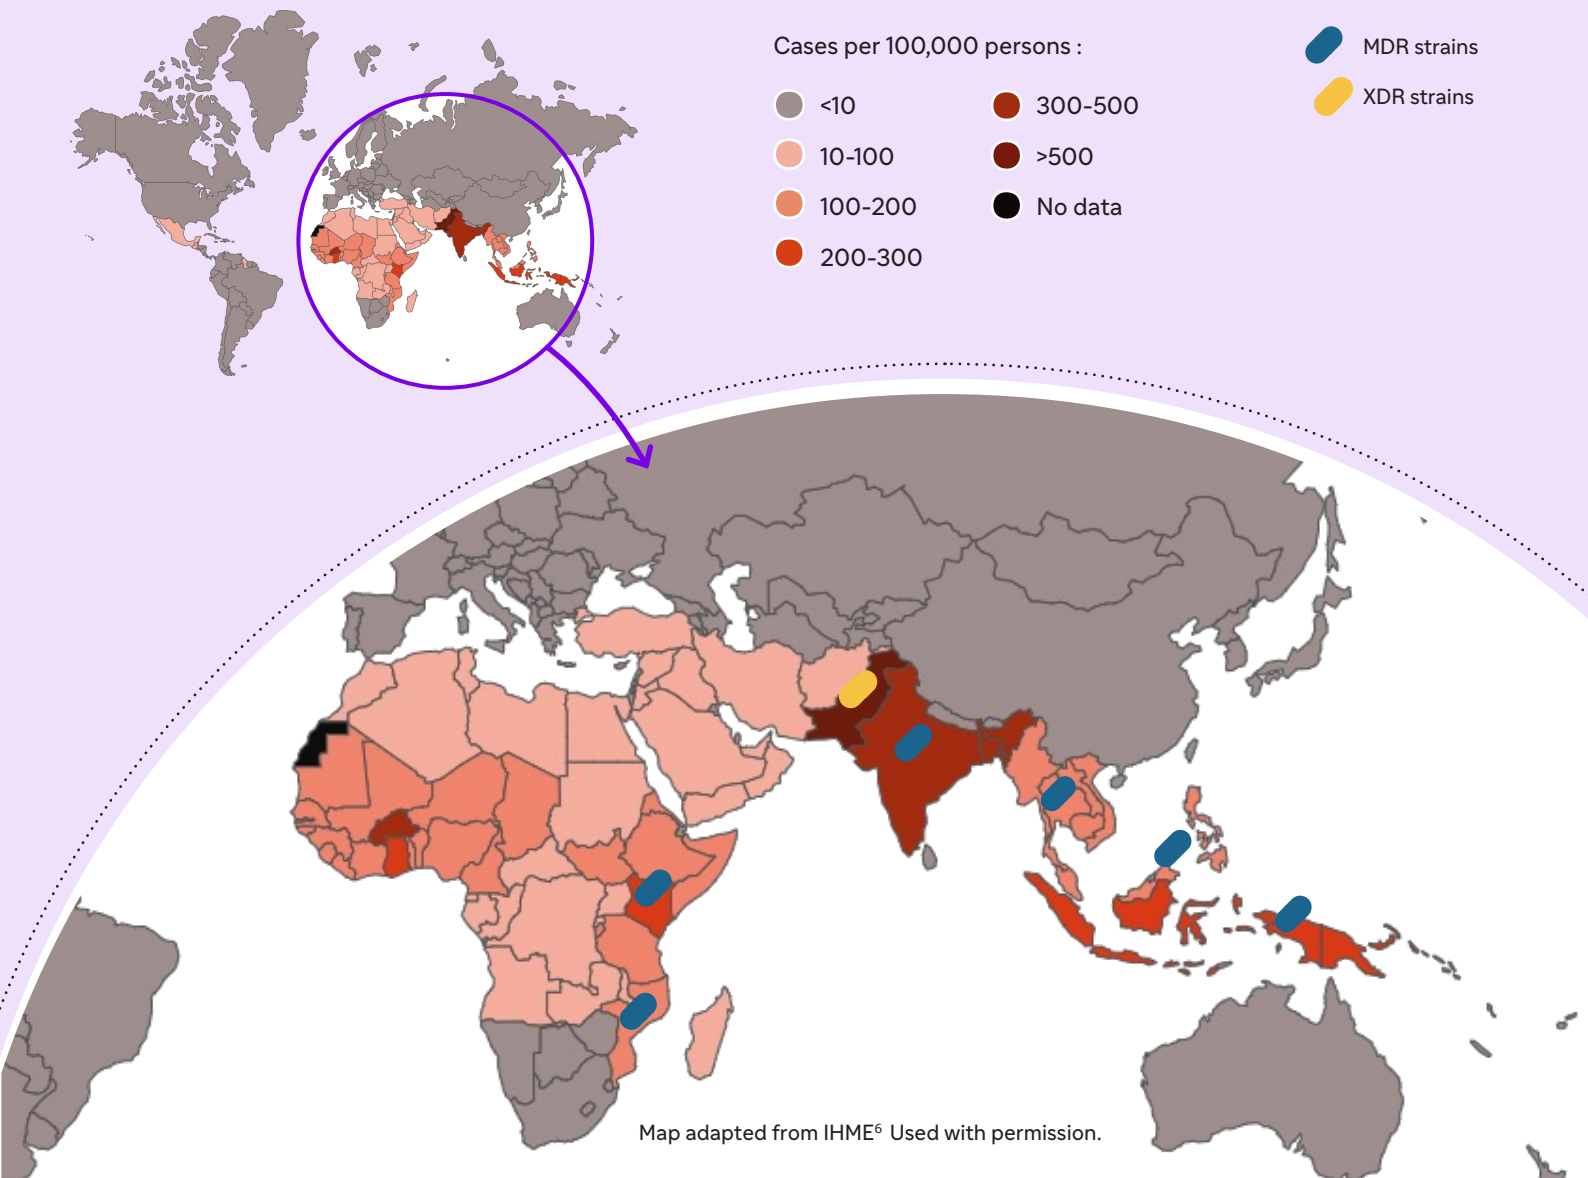 Cases per 100,000 persons :
<10
10-100
100-200
200-300
300-500
>500
No data
MDR strains
XDR strains
Map adapted from IHME⁶ Used with permission.